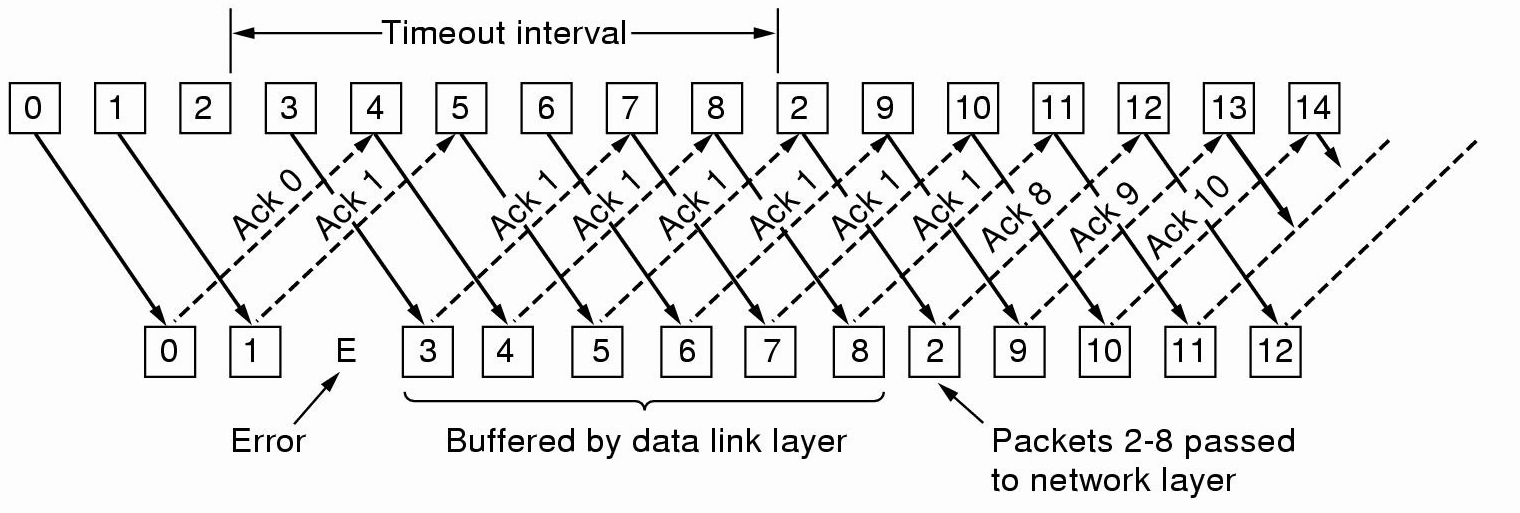 Timeout interval
0 1 2 3 4 5 6 7 8 2 9 10 11 12 13 14
Ack 0 Ack 1 Ack 1 Ack 1 Ack 1 Ack 1 Ack 1 Ack 1 Ack 8 Ack 9 Ack 10
0 1 E 3 4 5 6 7 8 2 9 10 11 12
Error Buffered by data link layer Packets 2-8 passed
to network layer